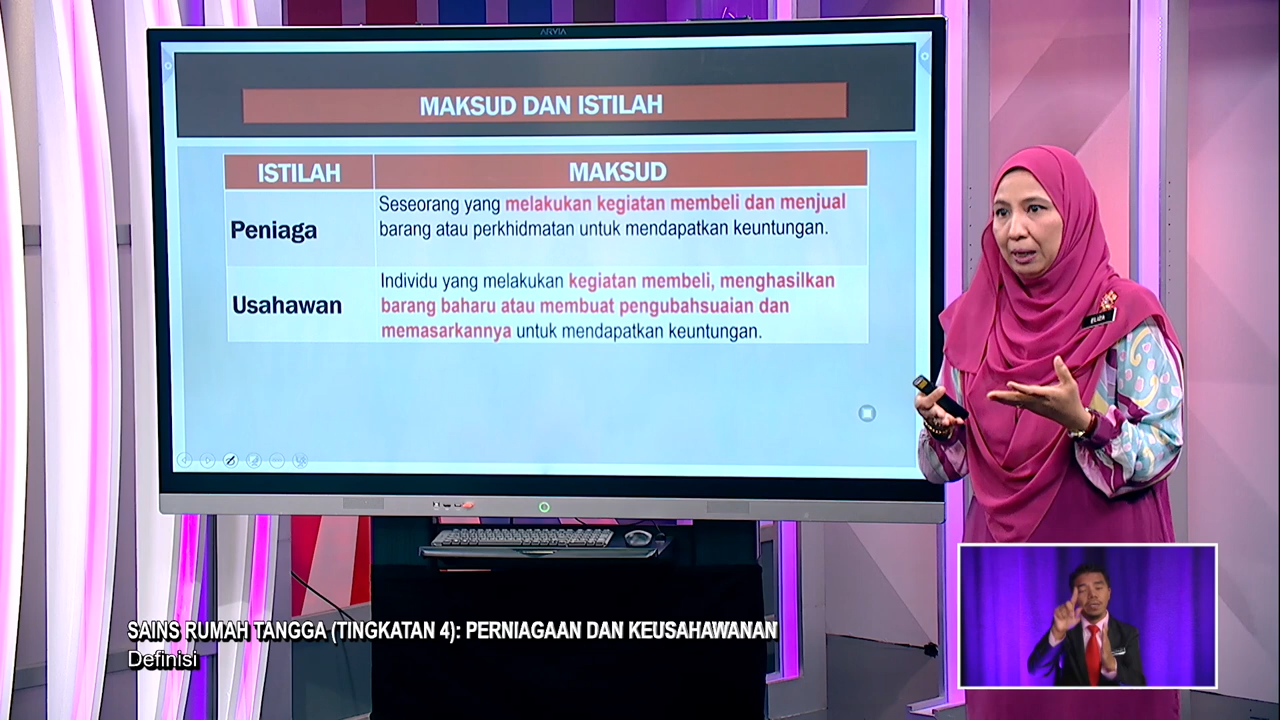 ARVIA
MAKSUD DAN ISTILAH
ISTILAH
MAKSUD
Peniaga
Seseorang yang melakukan kegiatan membeli dan menjual
barang atau perkhidmatan untuk mendapatkan keuntungan.
Usahawan
Individu yang melakukan kegiatan membeli, menghasilkan
barang baharu atau membuat pengubahsuaian dan
memasarkannya untuk mendapatkan keuntungan.
ELIZA
SAINS RUMAH TANGGA (TINGKATAN 4): PERNIAGAAN DAN KEUSAHAWANAN
Definisi